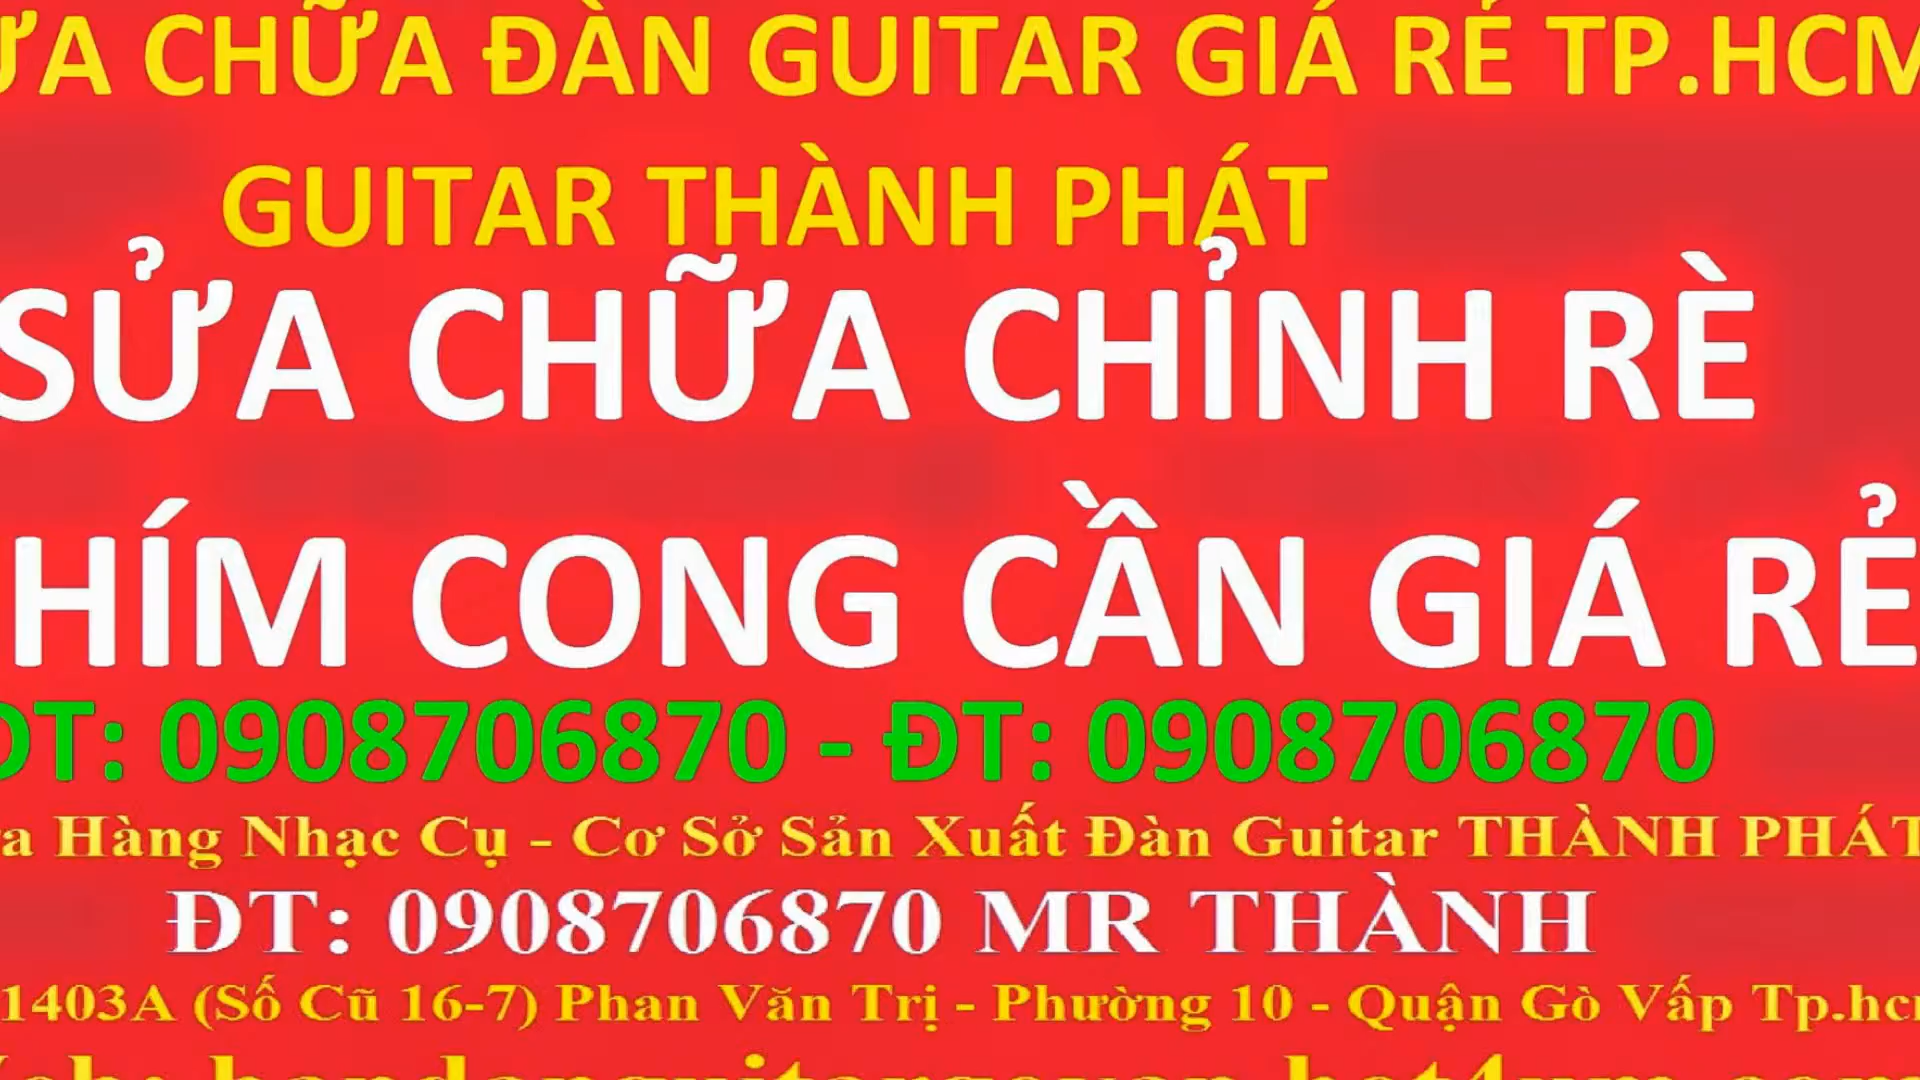 ỬA CHỮA ĐÀN GUITAR GIÁ RẺ TP.HCM
GUITAR THÀNH PHÁT
SỬA CHỮA CHỈNH RÈ
HÍM CONG CẦN GIÁ RẺ
ĐT: 0908706870 - ĐT: 0908706870
a Hàng Nhạc Cụ - Cơ Sở Sản Xuất Đàn Guitar THÀNH PHÁT
ĐT: 0908706870 MR THÀNH
1403A (Số Cũ 16-7) Phan Văn Trị - Phường 10 - Quận Gò Vấp Tp.hcm